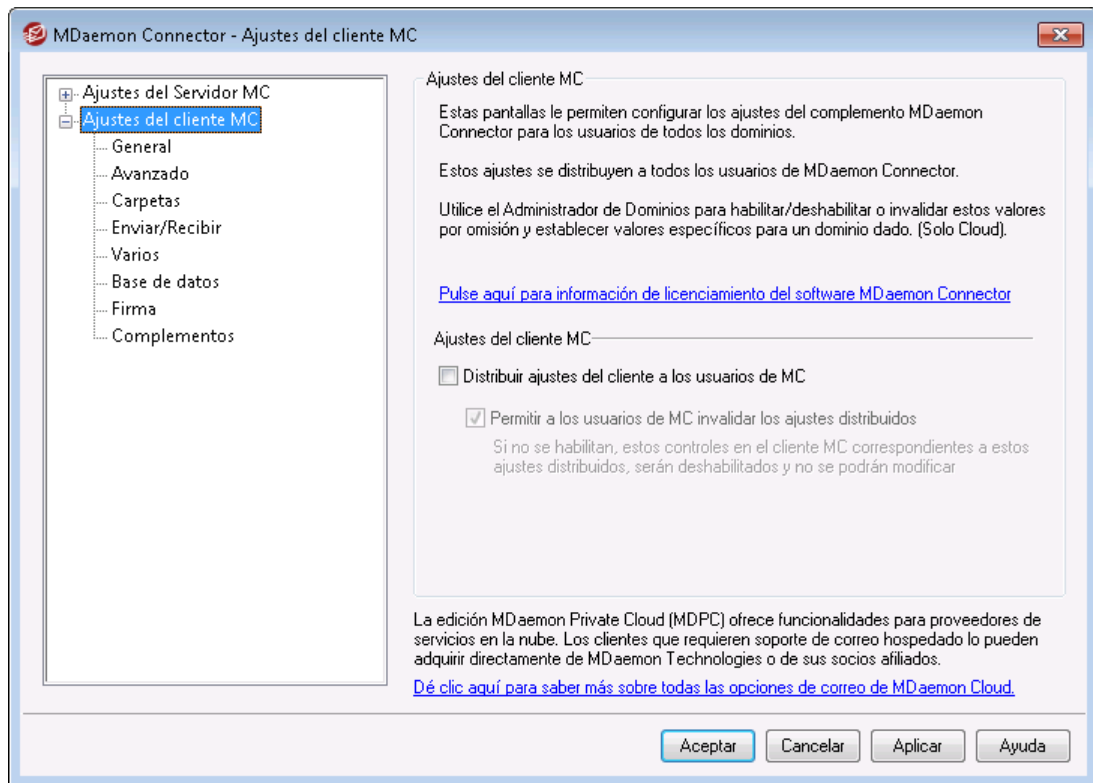 MDaemon Connector - Ajustes del cliente MC
Ajustes del Servidor MC
Ajustes del cliente MC
General
Avanzado
Carpetas
Enviar/Recibir
Varios
Base de datos
Firma
Complementos
Ajustes del cliente MC
Estas pantallas le permiten configurar los ajustes del complemento MDaemon
Connector para los usuarios de todos los dominios.
Estos ajustes se distribuyen a todos los usuarios de MDaemon Connector.
Utilice el Administrador de Dominios para habilitar/deshabilitar o invalidar estos valores
por omisión y establecer valores específicos para un dominio dado. (Solo Cloud).
Pulse aquí para información de licenciamiento del software MDaemon Connector
Ajustes del cliente MC
Distribuir ajustes del cliente a los usuarios de MC
Permitir a los usuarios de MC invalidar los ajustes distribuidos
Si no se habilitan, estos controles en el cliente MC correspondientes a estos
ajustes distribuidos, serán deshabilitados y no se podrán modificar
La edición MDaemon Private Cloud (MDPC) ofrece funcionalidades para proveedores de
servicios en la nube. Los clientes que requieren soporte de correo hospedado lo pueden
adquirir directamente de MDaemon Technologies o de sus socios afiliados.
Dé clic aquí para saber más sobre todas las opciones de correo de MDaemon Cloud.
Aceptar
Cancelar
Aplicar
Ayuda